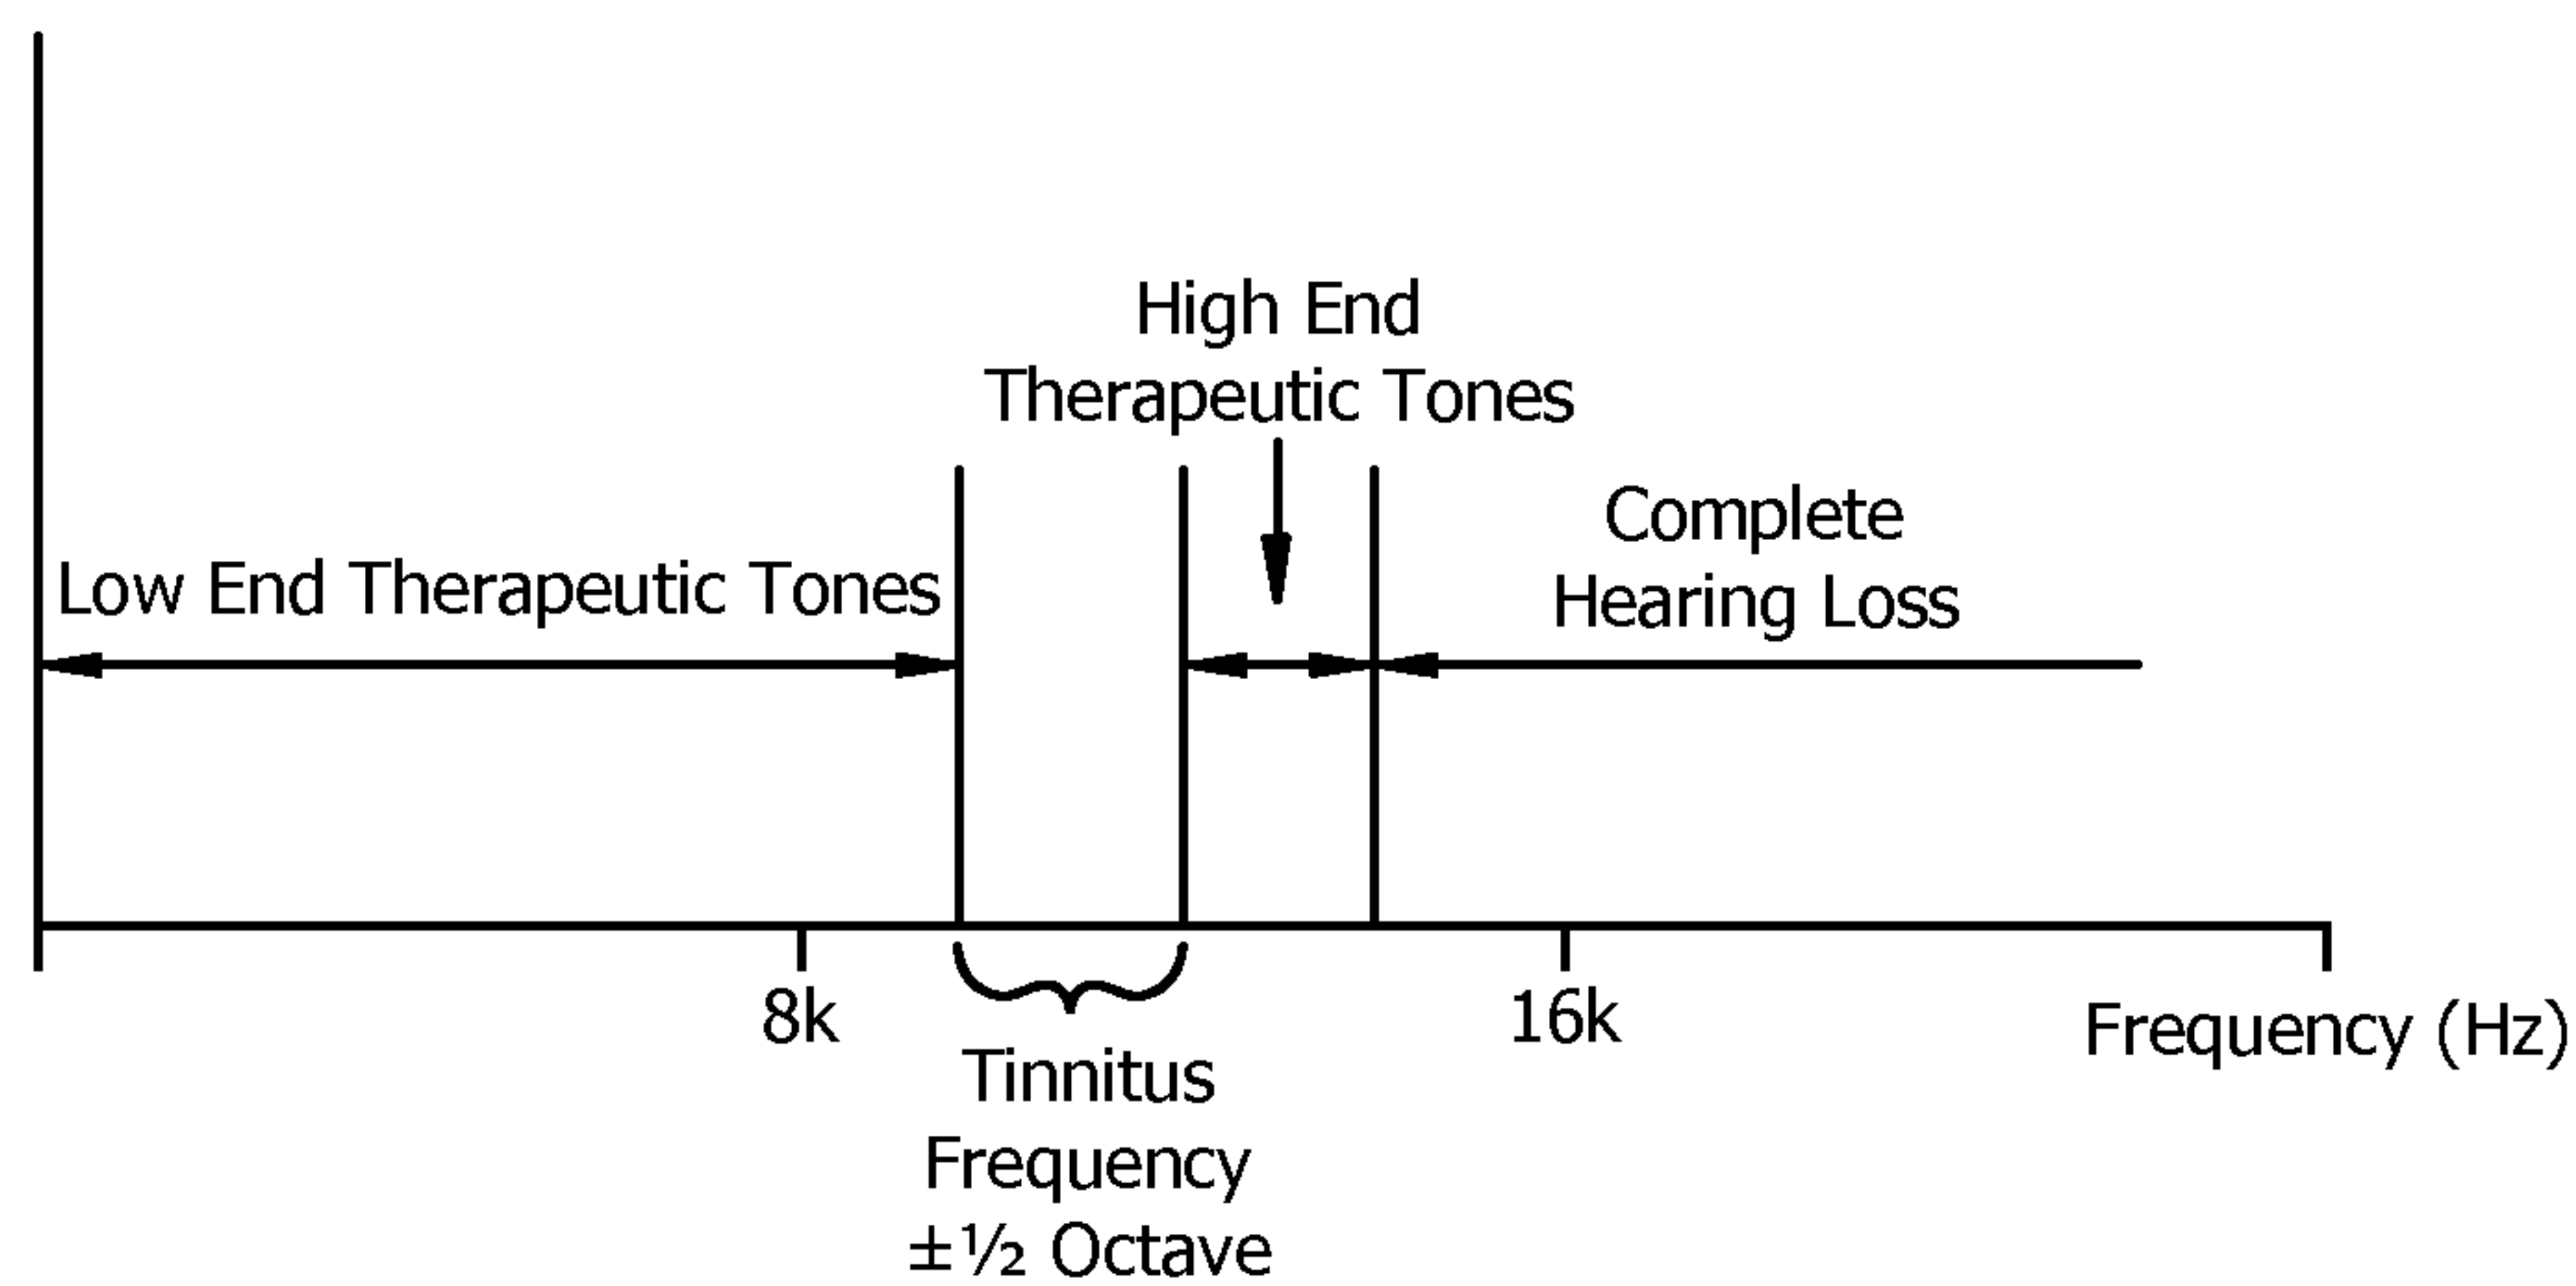 High End
Therapeutic Tones
Complete
Hearing Loss
Low End Therapeutic Tones
8k
16k
Frequency (Hz)
Tinnitus
Frequency
±½ Octave